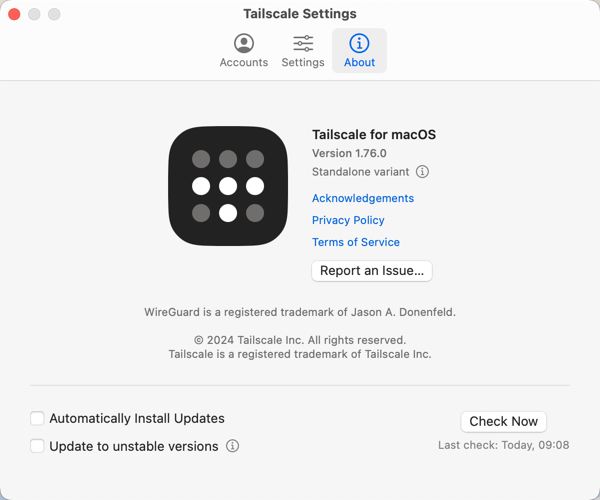 Tailscale Settings
Accounts
Settings
About
Tailscale for macOS
Version 1.76.0
Standalone variant
Acknowledgements
Privacy Policy
Terms of Service
Report an Issue...
WireGuard is a registered trademark of Jason A. Donenfeld.
© 2024 Tailscale Inc. All rights reserved.
Tailscale is a registered trademark of Tailscale Inc.
Automatically Install Updates
Check Now
Update to unstable versions
Last check: Today, 09:08